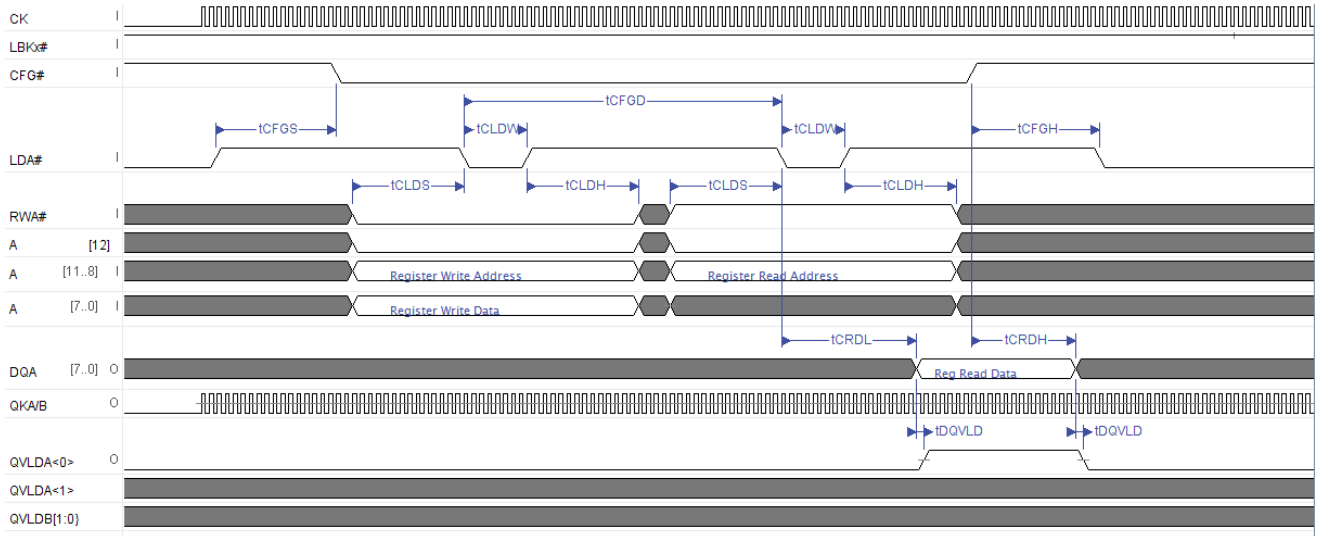 CK I
LBKx# I
CFG# I
tCFGD
tCFGS tCLDW tCLDW tCFGH
LDA# I
tCLDS tCLDH tCLDS tCLDH
RWA# I
A [12]
A [11..8] I Register Write Address Register Read Address
A [7..0] I Register Write Data
tCRDL tCRDH
DQA [7..0] O Reg Read Data
QKA/B O
tDQVLD tDQVLD
QVLDA<0> O
QVLDA<1>
QVLDB[1:0}